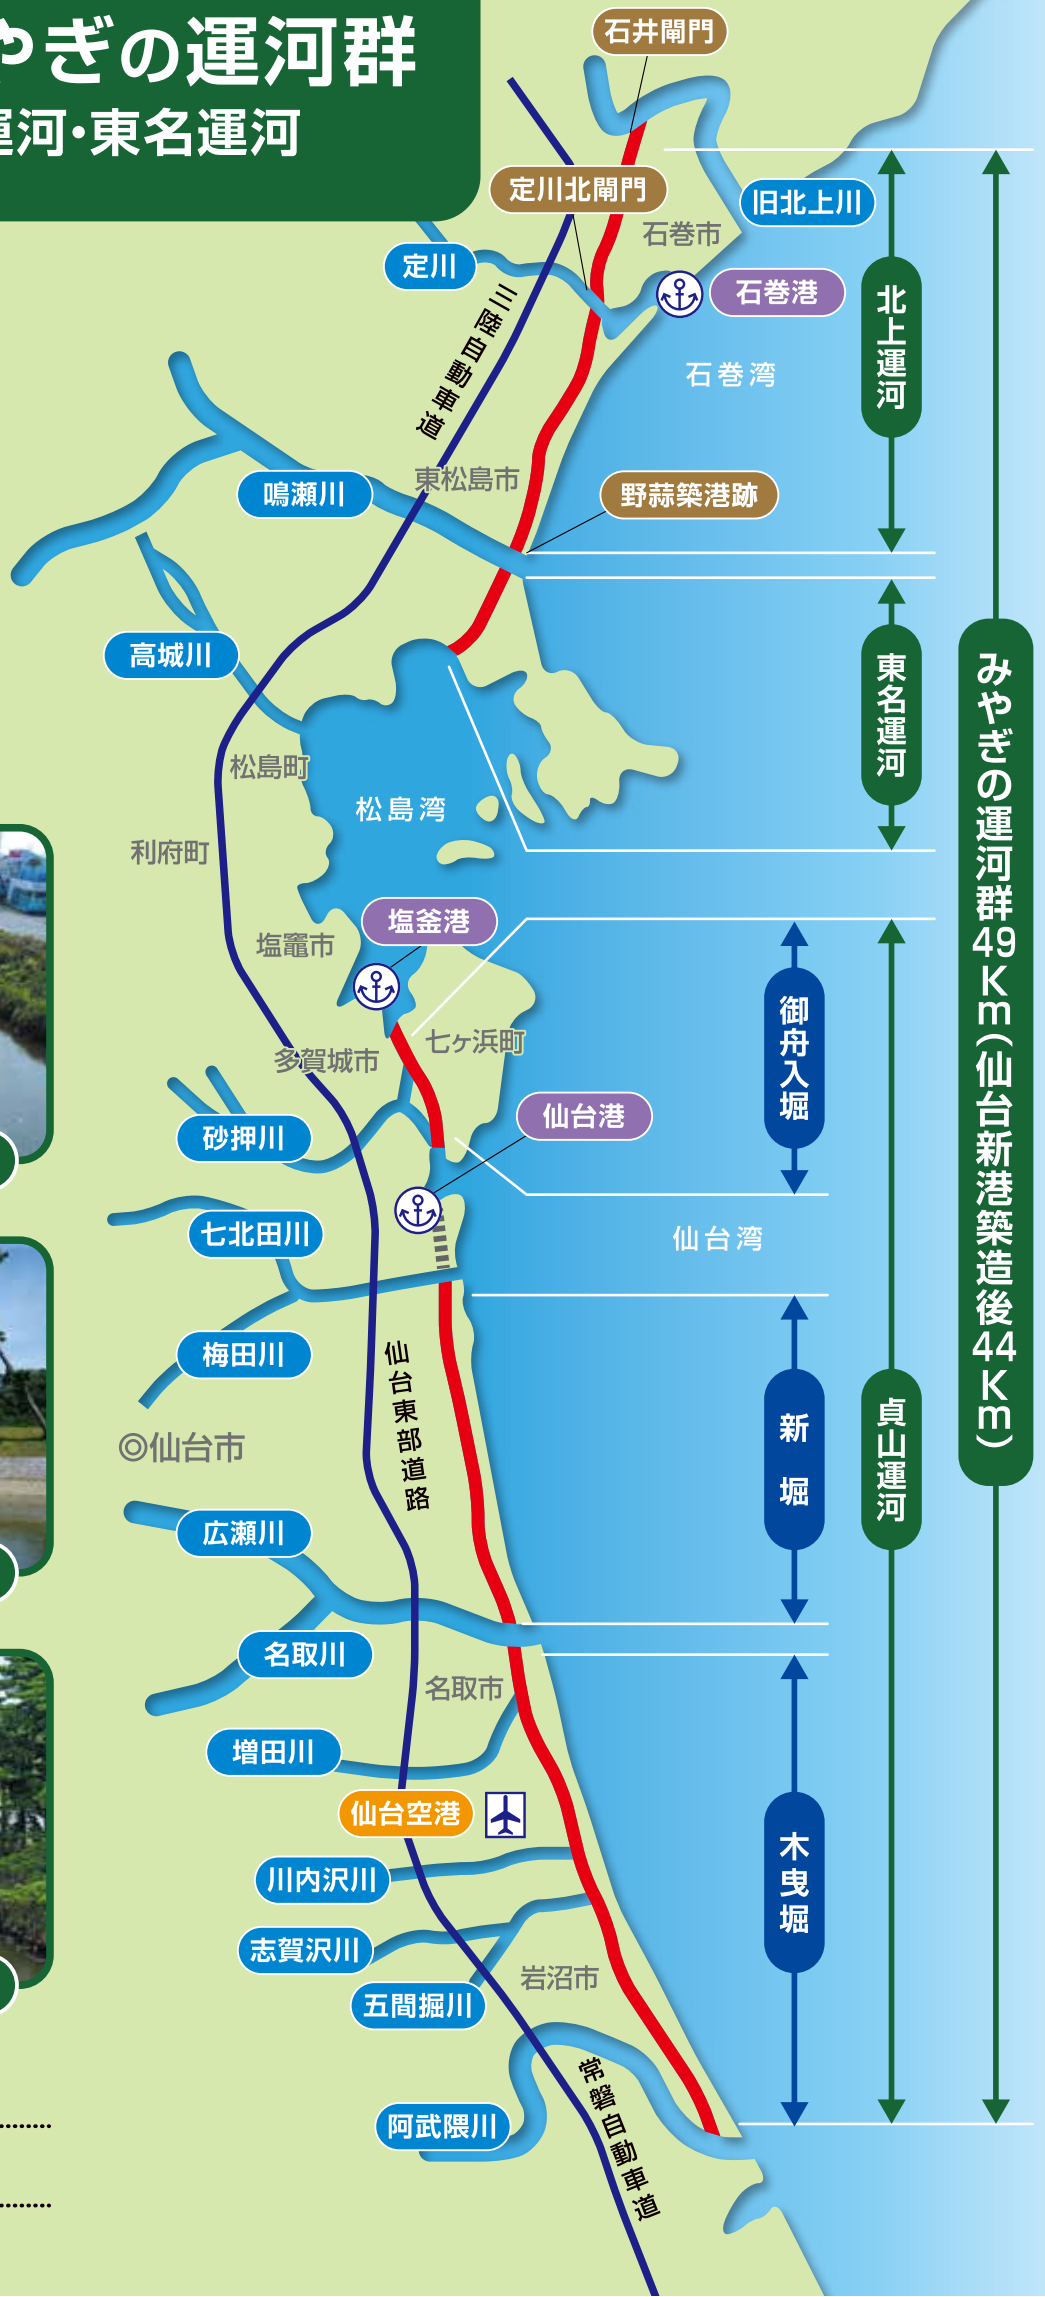 やぎの運河群
運河・東名運河
石井閘門
定川北閘門
旧北上川
石巻市
定川
石巻港
北上運河
三陸自動車道
石巻湾
東松島市
鳴瀬川
野蒜築港跡
高城川
東名運河
みやぎの運河群49Km(仙台新港築造後44Km)
松島町
松島湾
利府町
塩釜港
塩竈市
御舟入堀
七ヶ浜町
多賀城市
仙台港
砂押川
七北田川
仙台湾
梅田川
仙台東部道路
新堀
貞山運河
◎仙台市
広瀬川
名取川
名取市
増田川
仙台空港
木曳堀
川内沢川
志賀沢川
岩沼市
五間掘川
常磐自動車道
阿武隈川